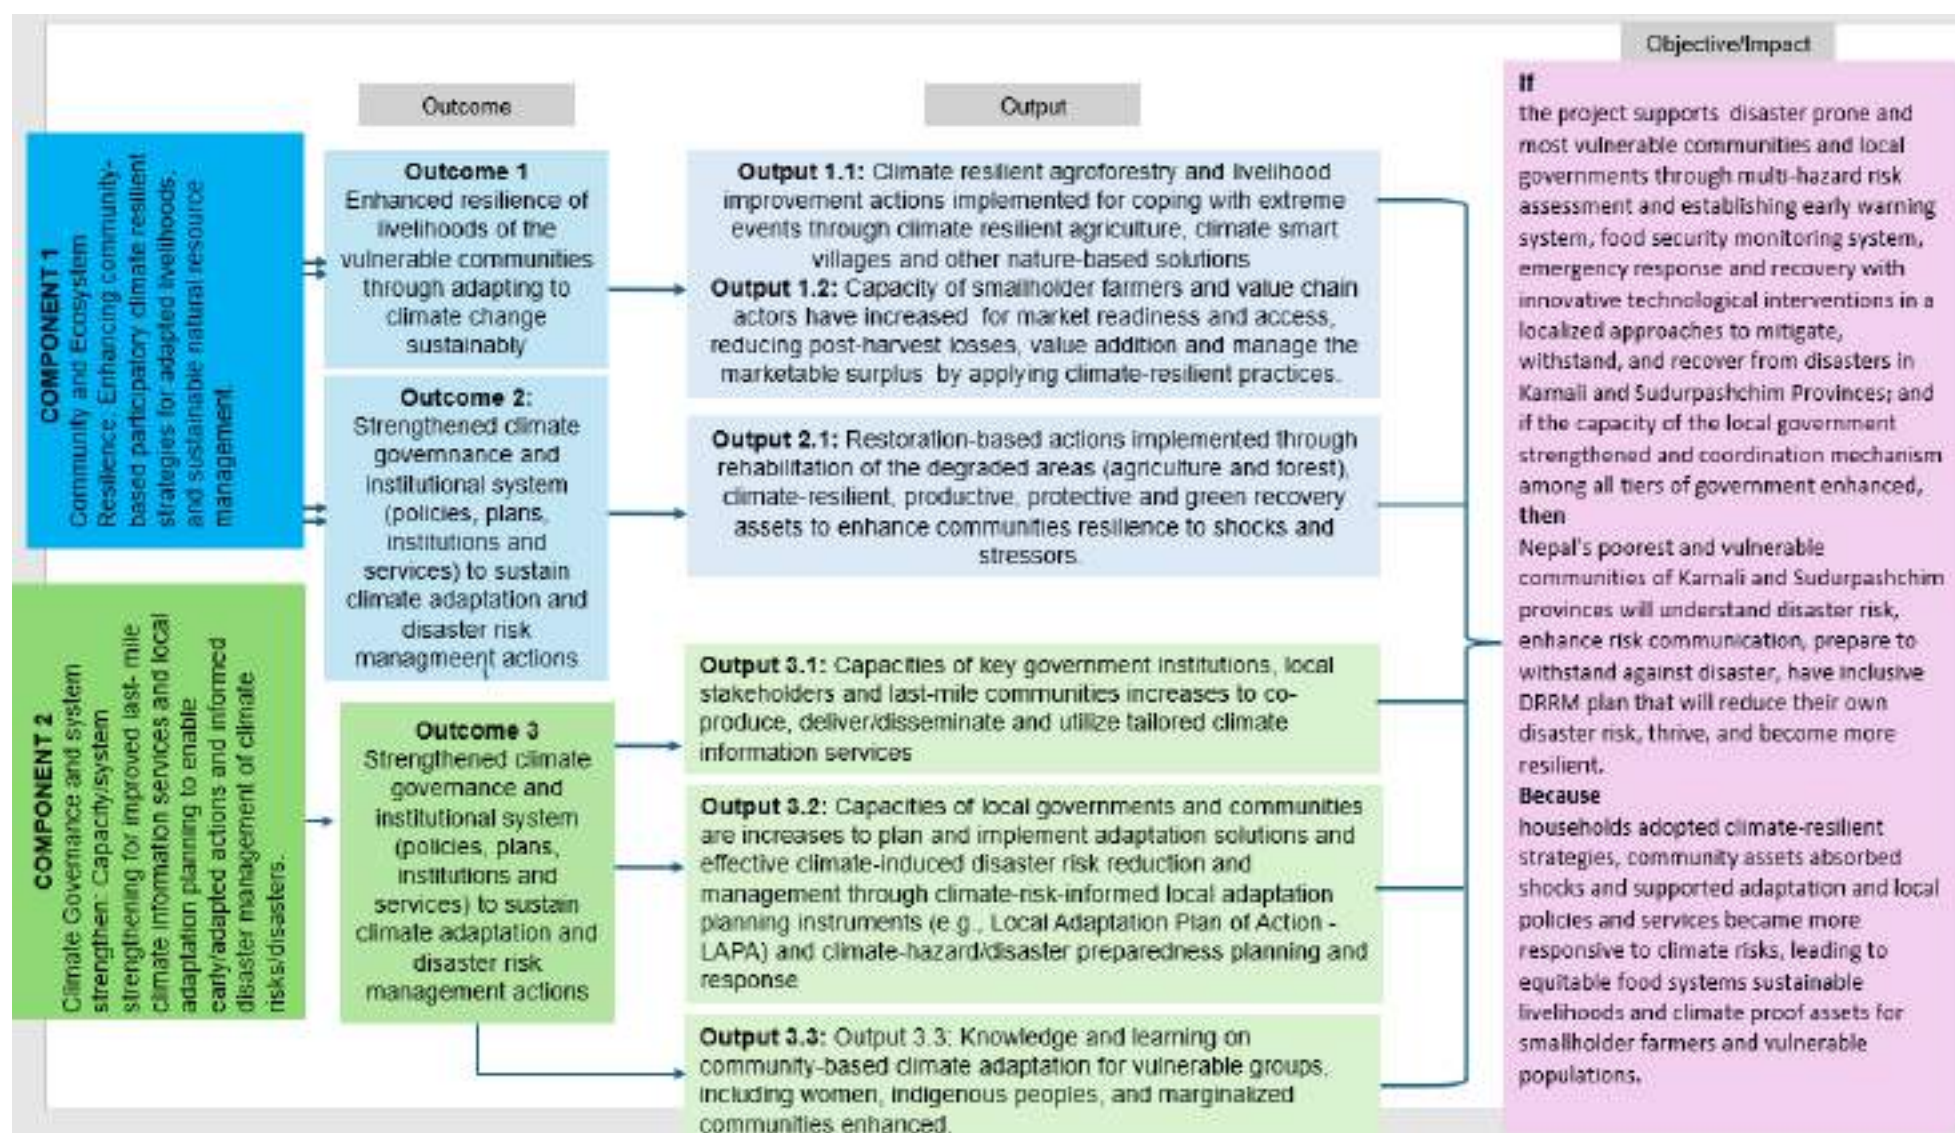 Objective/Impact
Outcome
Output
COMPONENT 1
Community and Ecosystem
Resilience. Enhancing community-
based participatory climate resilient
strategies for adapted livelihoods,
and sustainable natural resource
management.
Outcome 1
Enhanced resilience of
livelihoods of the
vulnerable communities
through adapting to
climate change
sustainably
Output 1.1: Climate resilient agroforestry and livelihood
improvement actions implemented for coping with extreme
events through climate resilient agriculture, climate smart
villages and other nature-based solutions
Output 1.2: Capacity of smallholder farmers and value chain
actors have increased for market readiness and access,
reducing post-harvest losses, value addition and manage the
marketable surplus by applying climate-resilient practices.
Outcome 2:
Strengthened climate
governnance and
institutional system
(policies, plans,
institutions and
services) to sustain
climate adaptation and
disaster risk
managmeent actions
Output 2.1: Restoration-based actions implemented through
rehabilitation of the degraded areas (agriculture and forest),
climate-resilient, productive, protective and green recovery
assets to enhance communities resilience to shocks and
stressors.
COMPONENT 2
Climate Governance and system
strengthen: Capacity/system
strengthening for improved last- mile
climate information services and local
adaptation planning to enable
early/adapted actions and informed
disaster management of climate
risks/disasters.
Outcome 3
Strengthened climate
governance and
institutional system
(policies, plans,
institutions and
services) to sustain
climate adaptation and
disaster risk
management actions
Output 3.1: Capacities of key government institutions, local
stakeholders and last-mile communities increases to co-
produce, deliver/disseminate and utilize tailored climate
information services
Output 3.2: Capacities of local governments and communities
are increases to plan and implement adaptation solutions and
effective climate-induced disaster risk reduction and
management through climate-risk-informed local adaptation
planning instruments (e.g., Local Adaptation Plan of Action -
LAPA) and climate-hazard/disaster preparedness planning and
response
Output 3.3: Output 3.3: Knowledge and learning on
community-based climate adaptation for vulnerable groups,
including women, indigenous peoples, and marginalized
communities enhanced.
If
the project supports disaster prone and
most vulnerable communities and local
governments through multi-hazard risk
assessment and establishing early warning
system, food security monitoring system,
emergency response and recovery with
innovative technological interventions in a
localized approaches to mitigate,
withstand, and recover from disasters in
Karnali and Sudurpashchim Provinces; and
if the capacity of the local government
strengthened and coordination mechanism
among all tiers of government enhanced,
then
Nepal's poorest and vulnerable
communities of Karnali and Sudurpashchim
provinces will understand disaster risk,
enhance risk communication, prepare to
withstand against disaster, have inclusive
DRRM plan that will reduce their own
disaster risk, thrive, and become more
resilient.
Because
households adopted climate-resilient
strategies, community assets absorbed
shocks and supported adaptation and local
policies and services became more
responsive to climate risks, leading to
equitable food systems sustainable
livelihoods and climate proof assets for
smallholder farmers and vulnerable
populations.